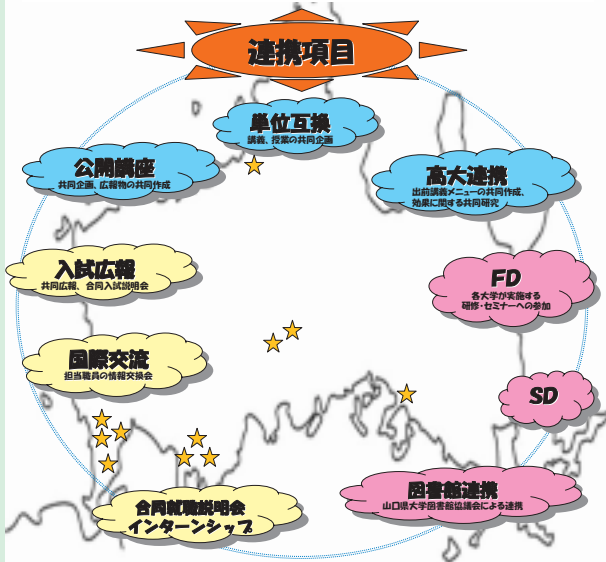 連携項目
単位互換
講義、授業の共同企画
公開講座
共同企画、広報物の共同作成
高大連携
出前講義メニューの共同作成、
効果に関する共同研究
入試広報
共同広報、合同入試説明会
FD
各大学が実施する
研修・セミナーへの参加
国際交流
担当職員の情報交換会
SD
合同就職説明会
インターンシップ
図書館連携
山口県大学図書館協議会による連携